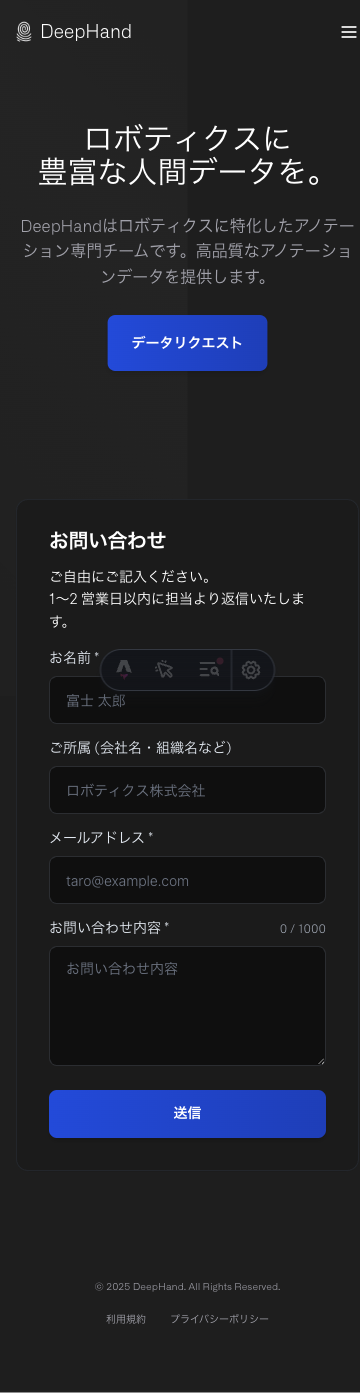 DeepHand
ロボティクスに
豊富な人間データを。
DeepHandはロボティクスに特化したアノテー
ション専門チームです。高品質なアノテーショ
ンデータを提供します。
データリクエスト
お問い合わせ
ご自由にご記入ください。
1〜2 営業日以内に担当より返信いたしま
す。
お名前 *
富士 太郎
ご所属 (会社名・組織名など)
ロボティクス株式会社
メールアドレス *
taro@example.com
お問い合わせ内容 * 0 / 1000
お問い合わせ内容
送信
© 2025 DeepHand. All Rights Reserved.
利用規約 プライバシーポリシー